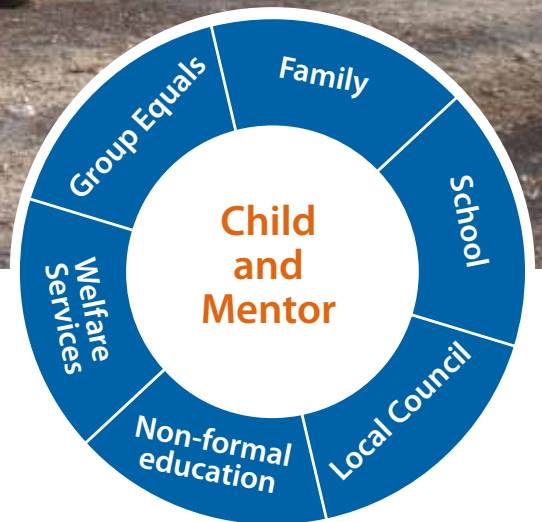 Child
and
Mentor
Family
School
Local Council
Non-formal
education
Welfare
Services
Group Equals